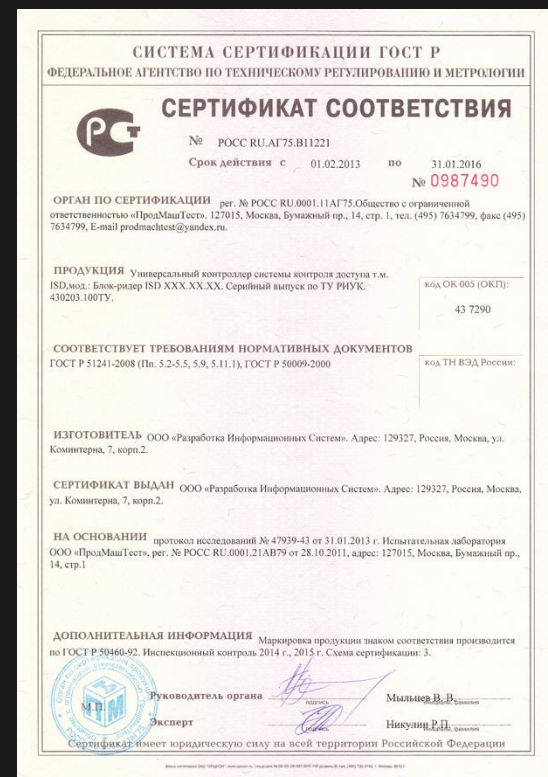 СИСТЕМА СЕРТИФИКАЦИИ ГОСТ Р
ФЕДЕРАЛЬНОЕ АГЕНТСТВО ПО ТЕХНИЧЕСКОМУ РЕГУЛИРОВАНИЮ И МЕТРОЛОГИИ
СЕРТИФИКАТ СООТВЕТСТВИЯ
№ РОСС RU.АГ75.В11221
Срок действия с 01.02.2013 по 31.01.2016
№ 0987490
ОРГАН ПО СЕРТИФИКАЦИИ рег. № РОСС RU.0001.11АГ75.Общество с ограниченной
ответственностью «ПродМашТест». 127015, Москва, Бумажный пр., 14, стр. 1, тел. (495) 7634799, факс (495)
7634799, E-mail prodmachtest@yandex.ru.
ПРОДУКЦИЯ Универсальный контроллер системы контроля доступа т.м.
ISD,мод.: Блок-ридер ISD XXX.XX.XX. Серийный выпуск по ТУ РИУК.
430203.100ТУ.
код ОК 005 (ОКП):
43 7290
СООТВЕТСТВУЕТ ТРЕБОВАНИЯМ НОРМАТИВНЫХ ДОКУМЕНТОВ
ГОСТ Р 51241-2008 (Пп. 5.2-5.5, 5.9, 5.11.1), ГОСТ Р 50009-2000
код ТН ВЭД России:
ИЗГОТОВИТЕЛЬ ООО «Разработка Информационных Систем». Адрес: 129327, Россия, Москва, ул.
Коминтерна, 7, корп.2.
СЕРТИФИКАТ ВЫДАН ООО «Разработка Информационных Систем». Адрес: 129327, Россия, Москва,
ул. Коминтерна, 7, корп.2.
НА ОСНОВАНИИ протокол исследований № 47939-43 от 31.01.2013 г. Испытательная лаборатория
ООО «ПродМашТест», рег. № РОСС RU.0001.21АВ79 от 28.10.2011, адрес: 127015, Москва, Бумажный пр.,
14, стр.1
ДОПОЛНИТЕЛЬНАЯ ИНФОРМАЦИЯ Маркировка продукции знаком соответствия производится
по ГОСТ Р 50460-92. Инспекционный контроль 2014 г., 2015 г. Схема сертификации: 3.
Руководитель органа Мыльцев В. В.
подпись инициалы, фамилия
М.П.
Эксперт Никулин Р.П.
подпись инициалы, фамилия
Сертификат имеет юридическую силу на всей территории Российской Федерации